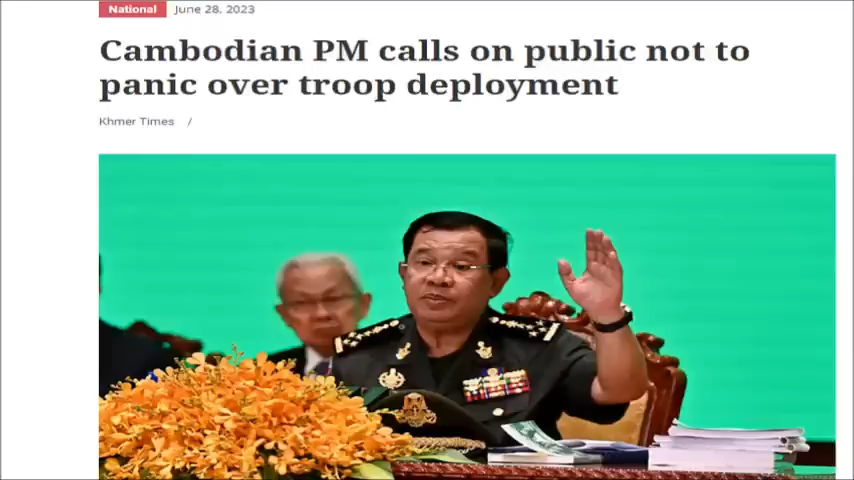 National June 28, 2023
Cambodian PM calls on public not to
panic over troop deployment
Khmer Times /